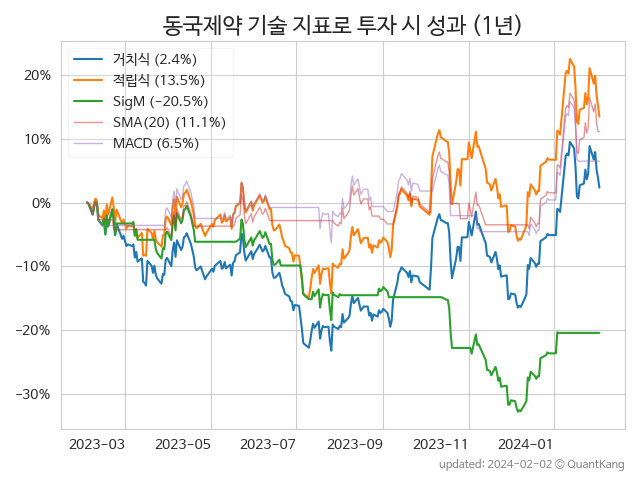 동국제약 기술 지표로 투자 시 성과 (1년)
거치식 (2.4%)
적립식 (13.5%)
SigM (−20.5%)
SMA(20) (11.1%)
MACD (6.5%)
20%
10%
0%
−10%
−20%
−30%
2023−03
2023−05
2023−07
2023−09
2023−11
2024−01
updated: 2024-02-02 © QuantKang